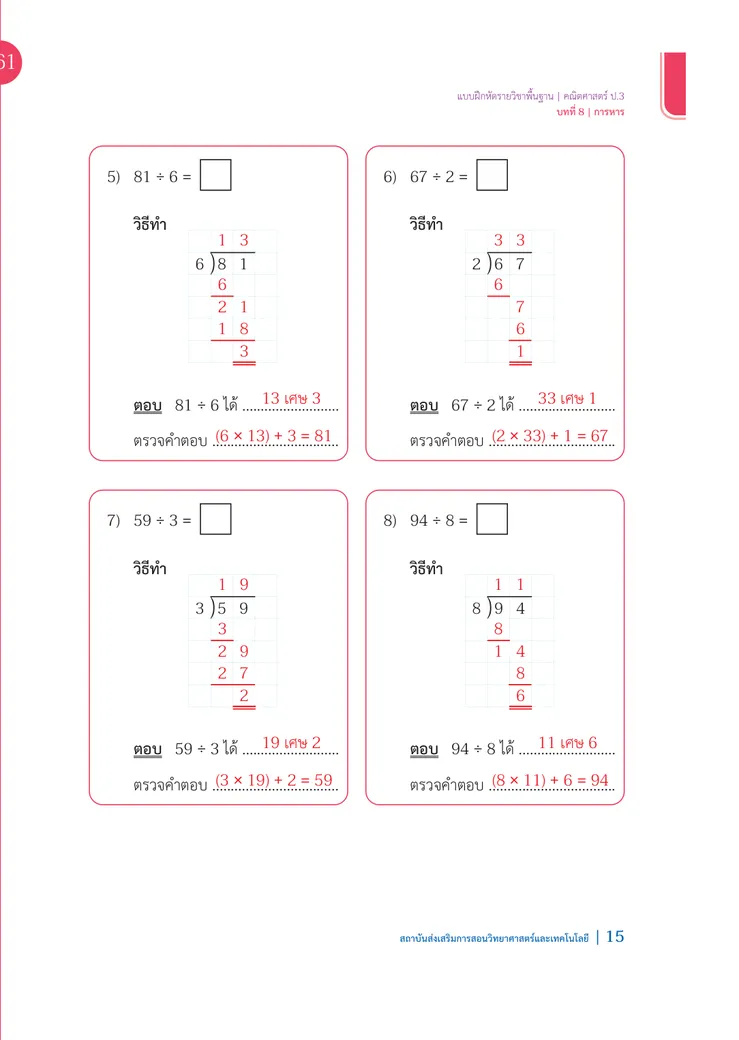 61
แบบฝึกหัดรายวิชาพื้นฐาน | คณิตศาสตร์ ป.3
บทที่ 8 | การหาร
5) 81 ÷ 6 =
วิธีทำ
1 3
6 ) 8 1
6
2 1
1 8
3
ตอบ 81 ÷ 6 ได้ 13 เศษ 3
ตรวจคำตอบ (6 × 13) + 3 = 81
6) 67 ÷ 2 =
วิธีทำ
3 3
2 ) 6 7
6
7
6
1
ตอบ 67 ÷ 2 ได้ 33 เศษ 1
ตรวจคำตอบ (2 × 33) + 1 = 67
7) 59 ÷ 3 =
วิธีทำ
1 9
3 ) 5 9
3
2 9
2 7
2
ตอบ 59 ÷ 3 ได้ 19 เศษ 2
ตรวจคำตอบ (3 × 19) + 2 = 59
8) 94 ÷ 8 =
วิธีทำ
1 1
8 ) 9 4
8
1 4
8
6
ตอบ 94 ÷ 8 ได้ 11 เศษ 6
ตรวจคำตอบ (8 × 11) + 6 = 94
สถาบันส่งเสริมการสอนวิทยาศาสตร์และเทคโนโลยี | 15